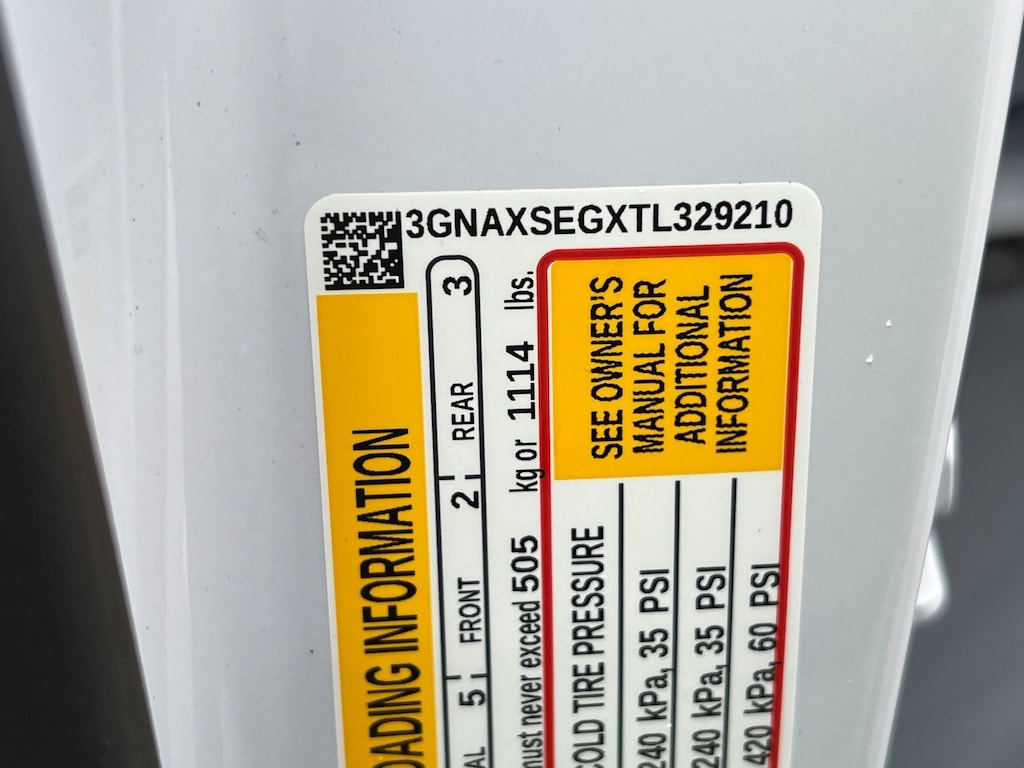 3GNAXSEGXTL329210
OADING INFORMATION
5 FRONT 2 REAR 3
must never exceed 505 kg or 1114 lbs.
COLD TIRE PRESSURE
240 kPa, 35 PSI
240 kPa, 35 PSI
420 kPa, 60 PSI
SEE OWNER'S
MANUAL FOR
ADDITIONAL
INFORMATION